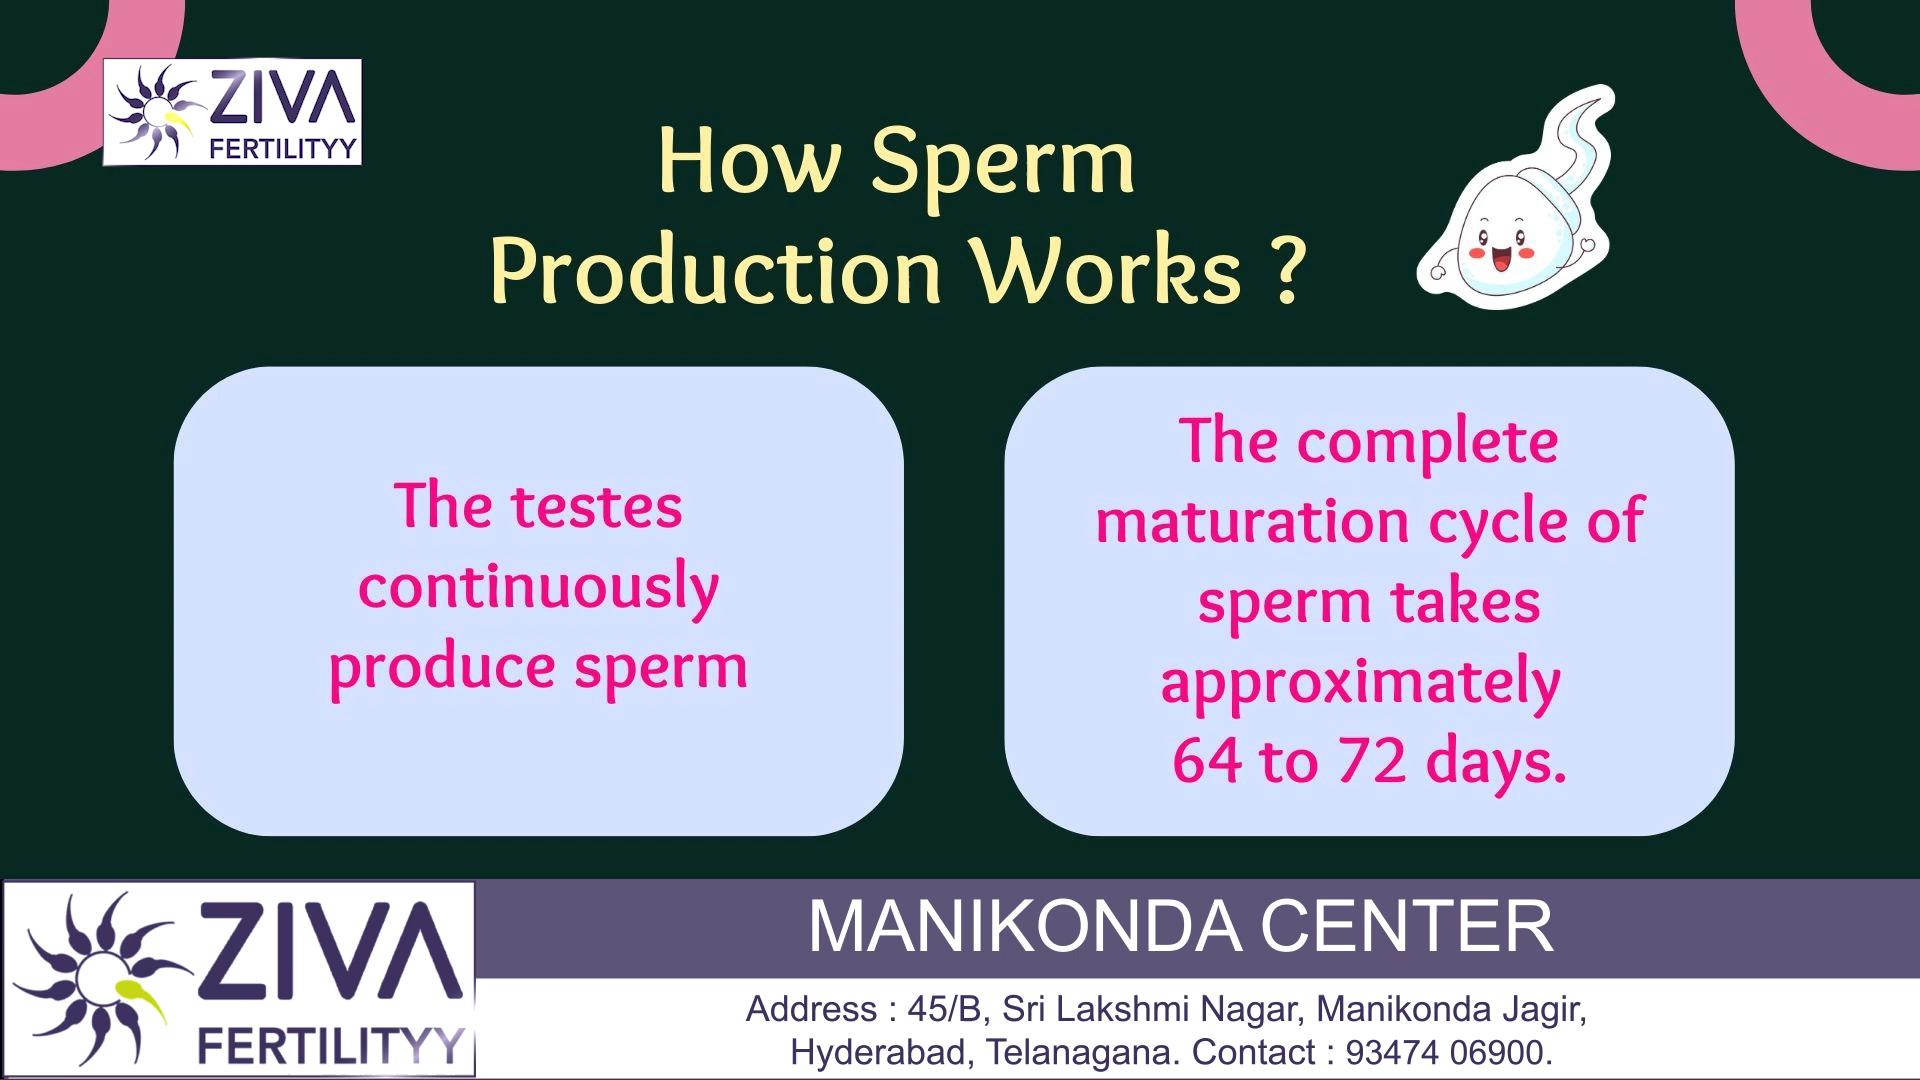 ZIVA
FERTILITYY
How Sperm
Production Works ?
The testes
continuously
produce sperm
The complete
maturation cycle of
sperm takes
approximately
64 to 72 days.
ZIVA
FERTILITYY
MANIKONDA CENTER
Address : 45/B, Sri Lakshmi Nagar, Manikonda Jagir,
Hyderabad, Telanagana. Contact : 93474 06900.